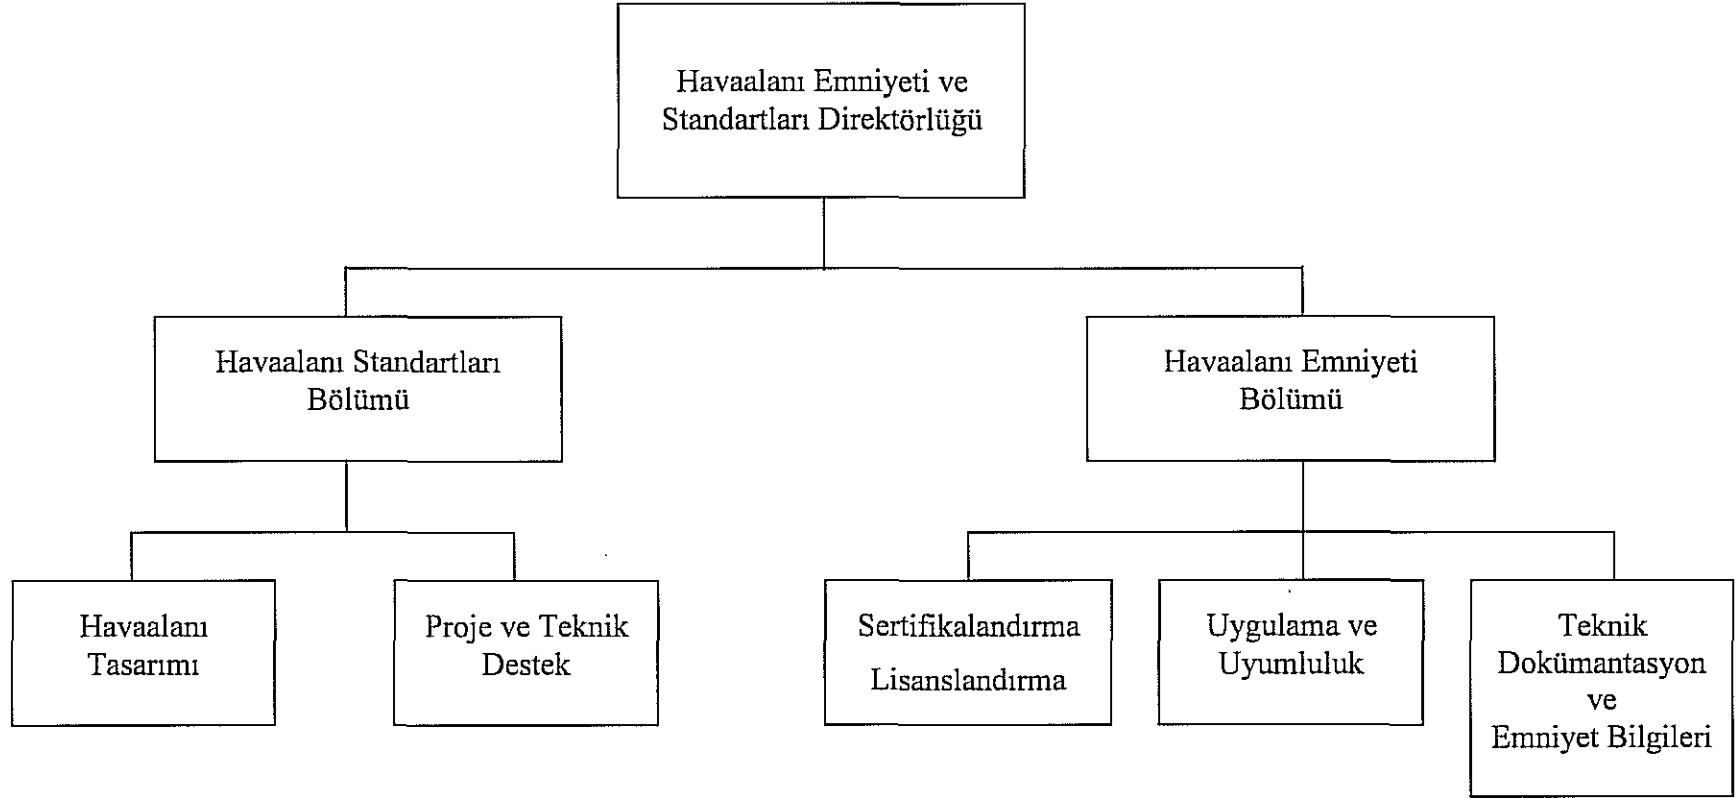 Havaalanı Emniyeti ve
Standartları Direktörlüğü
Havaalanı Standartları
Bölümü
Havaalanı Emniyeti
Bölümü
Havaalanı
Tasarımı
Proje ve Teknik
Destek
Sertifikalandırma
Lisanslandırma
Uygulama ve
Uyumluluk
Teknik
Dokümantasyon
ve
Emniyet Bilgileri